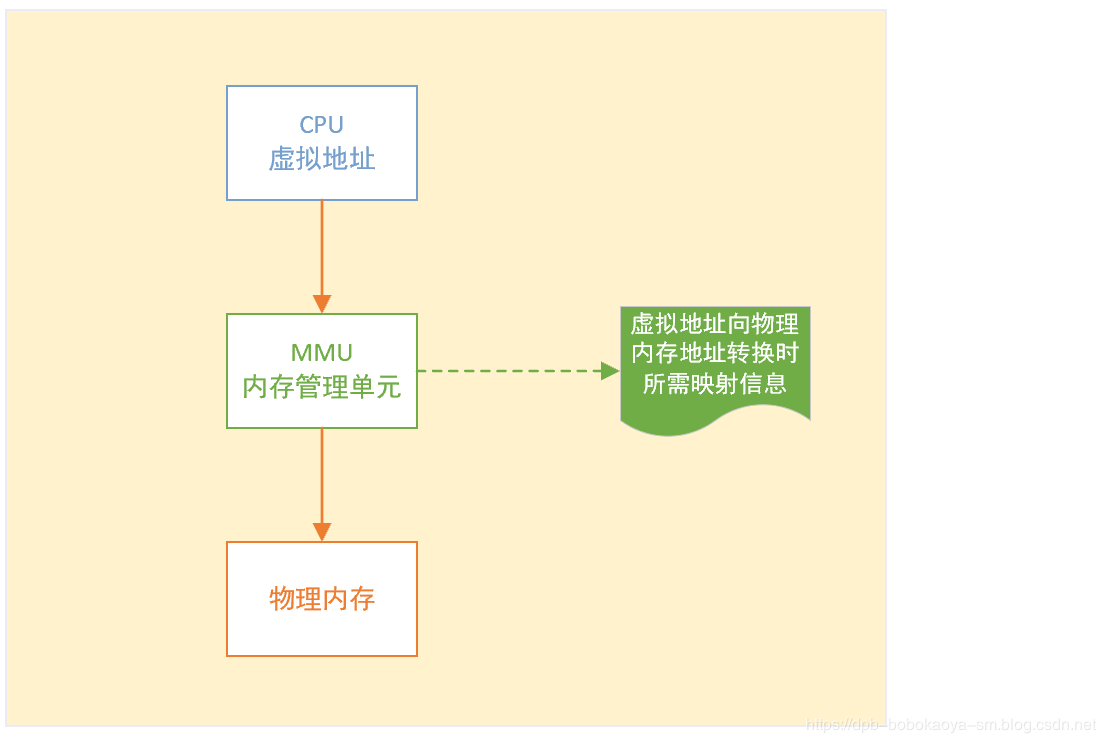 CPU
虚拟地址
MMU
内存管理单元
虚拟地址向物理
内存地址转换时
所需映射信息
物理内存
https://dpb-bobokaoya-sm.blog.csdn.net